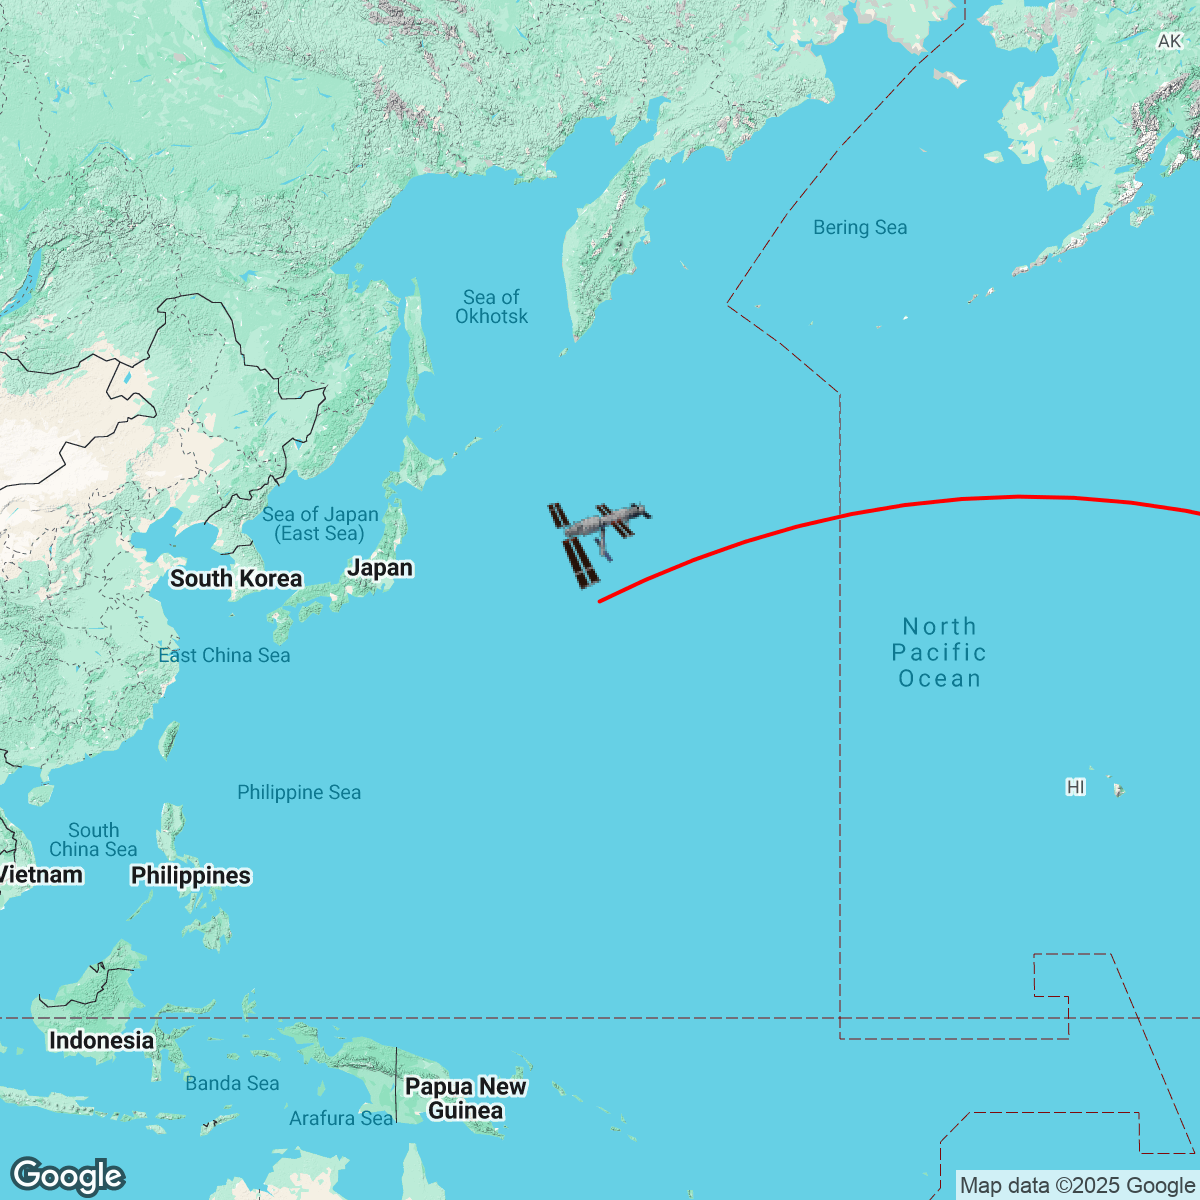 AK
Bering Sea
Sea of
Okhotsk
Sea of Japan
(East Sea)
Japan
South Korea
North
Pacific
Ocean
East China Sea
HI
Philippine Sea
South
China Sea
Vietnam
Philippines
Indonesia
Banda Sea
Papua New
Guinea
Arafura Sea
Google
Map data ©2025 Google